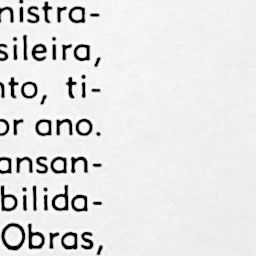 nistra-
sileira,
nto, ti-
or ano.
ansan-
bilida-
Obras,